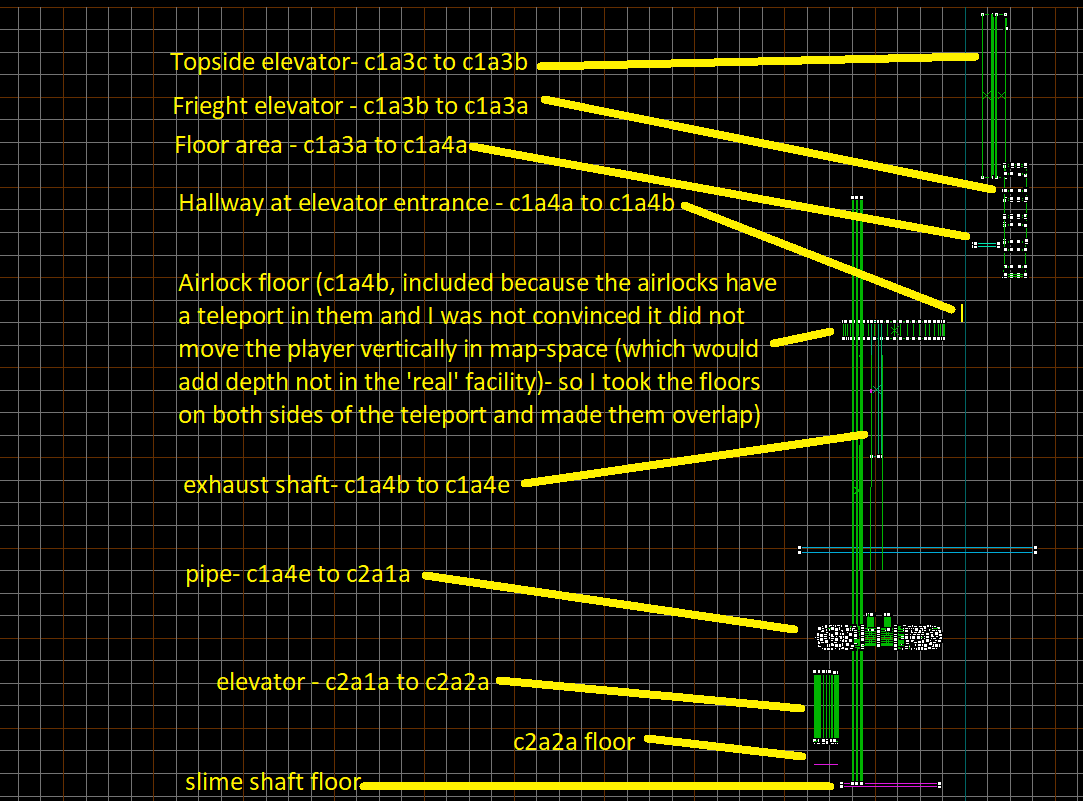 Topside elevator- c1a3c to c1a3b
Frieght elevator - c1a3b to c1a3a
Floor area - c1a3a to c1a4a
Hallway at elevator entrance - c1a4a to c1a4b
Airlock floor (c1a4b, included because the airlocks have
a teleport in them and I was not convinced it did not
move the player vertically in map-space (which would
add depth not in the 'real' facility)- so I took the floors
on both sides of the teleport and made them overlap)
exhaust shaft- c1a4b to c1a4e
pipe- c1a4e to c2a1a
elevator - c2a1a to c2a2a
c2a2a floor
slime shaft floor